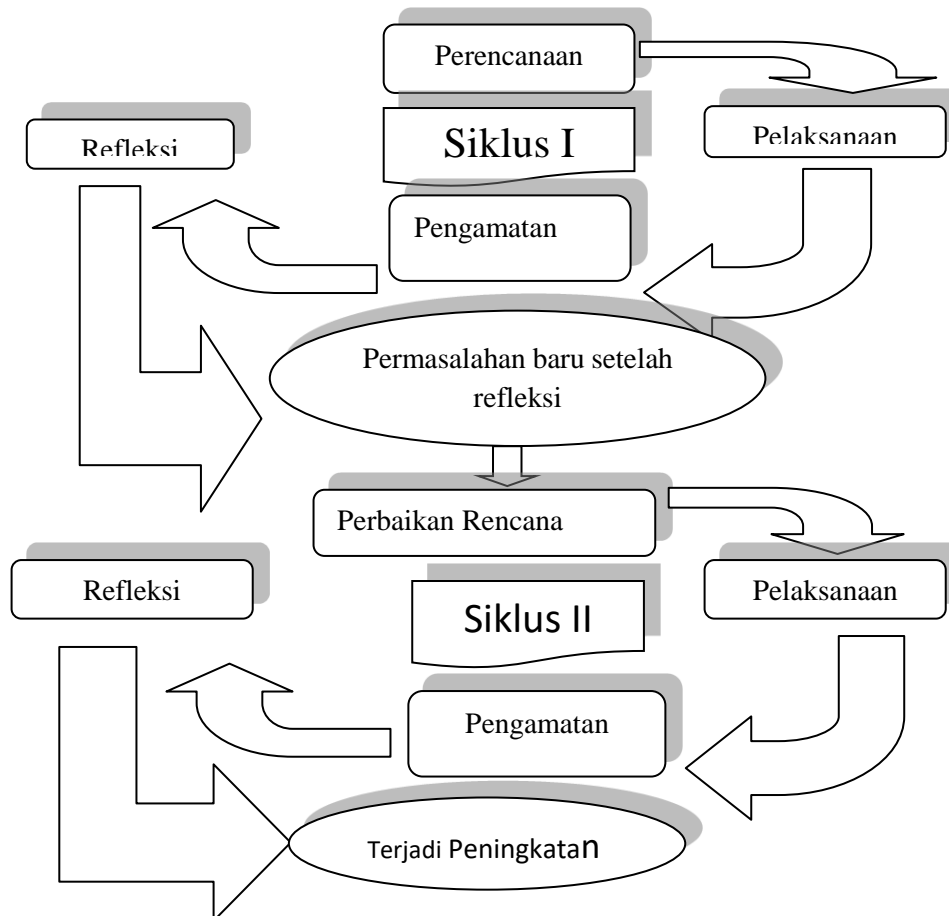 Perencanaan
Refleksi
Siklus I
Pelaksanaan
Pengamatan
Permasalahan baru setelah
refleksi
Perbaikan Rencana
Refleksi
Siklus II
Pelaksanaan
Pengamatan
Terjadi Peningkatan